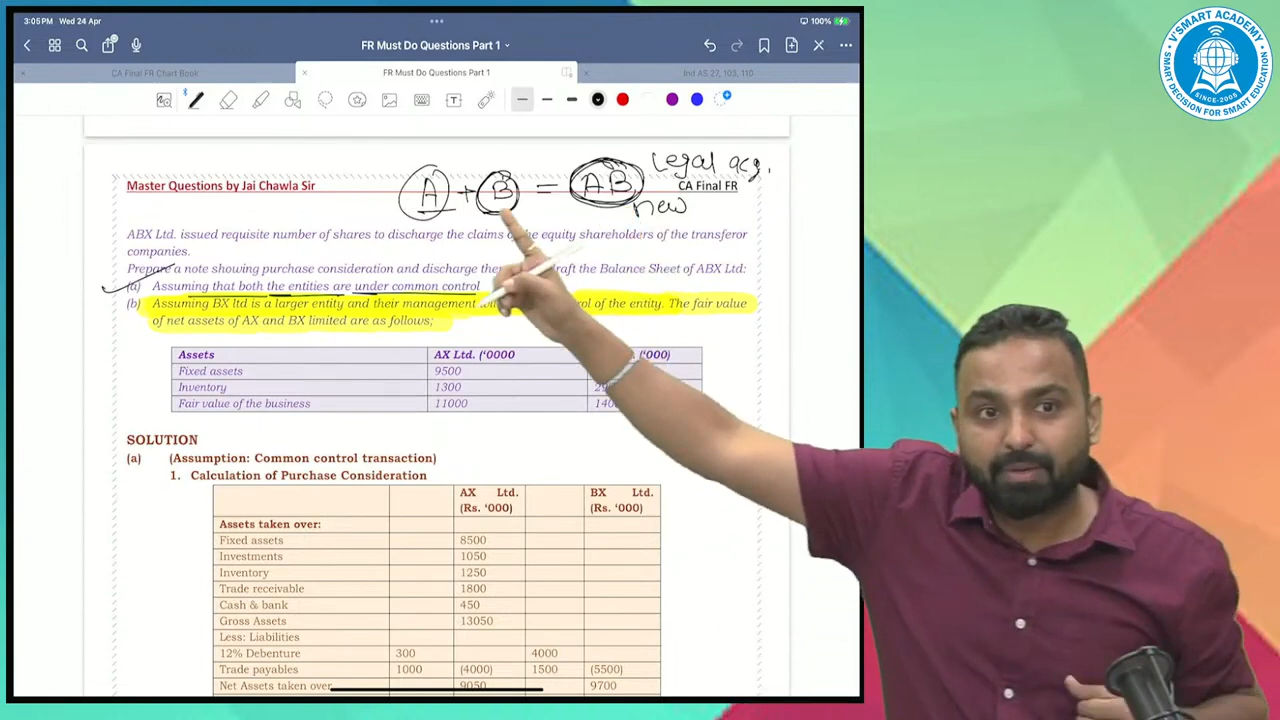 3:05 PM Wed 24 Apr
100%
FR Must Do Questions Part 1
CA Final FR Chart Book
FR Must Do Questions Part 1
Ind AS 27, 103, 110
V'SMART ACADEMY
SMART DECISION FOR SMART EDUCATION
SINCE-2005
A + B = AB Legal acq.
new
Master Questions by Jai Chawla Sir
CA Final FR
ABX Ltd. issued requisite number of shares to discharge the claims of the equity shareholders of the transferor
companies.
Prepare a note showing purchase consideration and discharge draft the Balance Sheet of ABX Ltd:
(a) Assuming that both the entities are under common control
(b) Assuming BX ltd is a larger entity and their management of the entity. The fair value
of net assets of AX and BX limited are as follows;
Assets AX Ltd. ('0000 ('000)
Fixed assets 9500
Inventory 1300
Fair value of the business 11000
SOLUTION
(a) (Assumption: Common control transaction)
1. Calculation of Purchase Consideration
AX Ltd. (Rs. '000) BX Ltd. (Rs. '000)
Assets taken over:
Fixed assets 8500
Investments 1050
Inventory 1250
Trade receivable 1800
Cash & bank 450
Gross Assets 13050
Less: Liabilities
12% Debenture 300 4000
Trade payables 1000 (4000) 1500 (5500)
Net Assets taken over 9050 9700